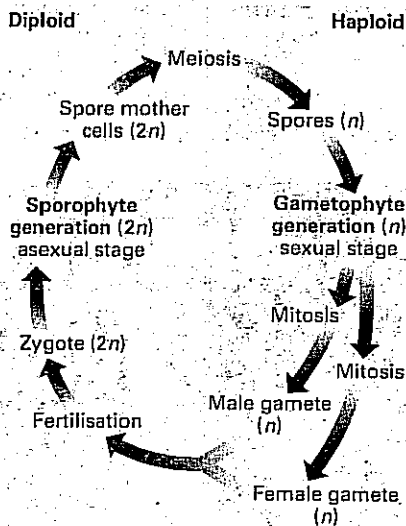 Diploid
Haploid
Meiosis
Spore mother
cells (2n)
Spores (n)
Sporophyte
generation (2n)
asexual stage
Gametophyte
generation (n)
sexual stage
Mitosis
Mitosis
Zygote (2n)
Male gamete
(n)
Fertilisation
Female gamete
(n)